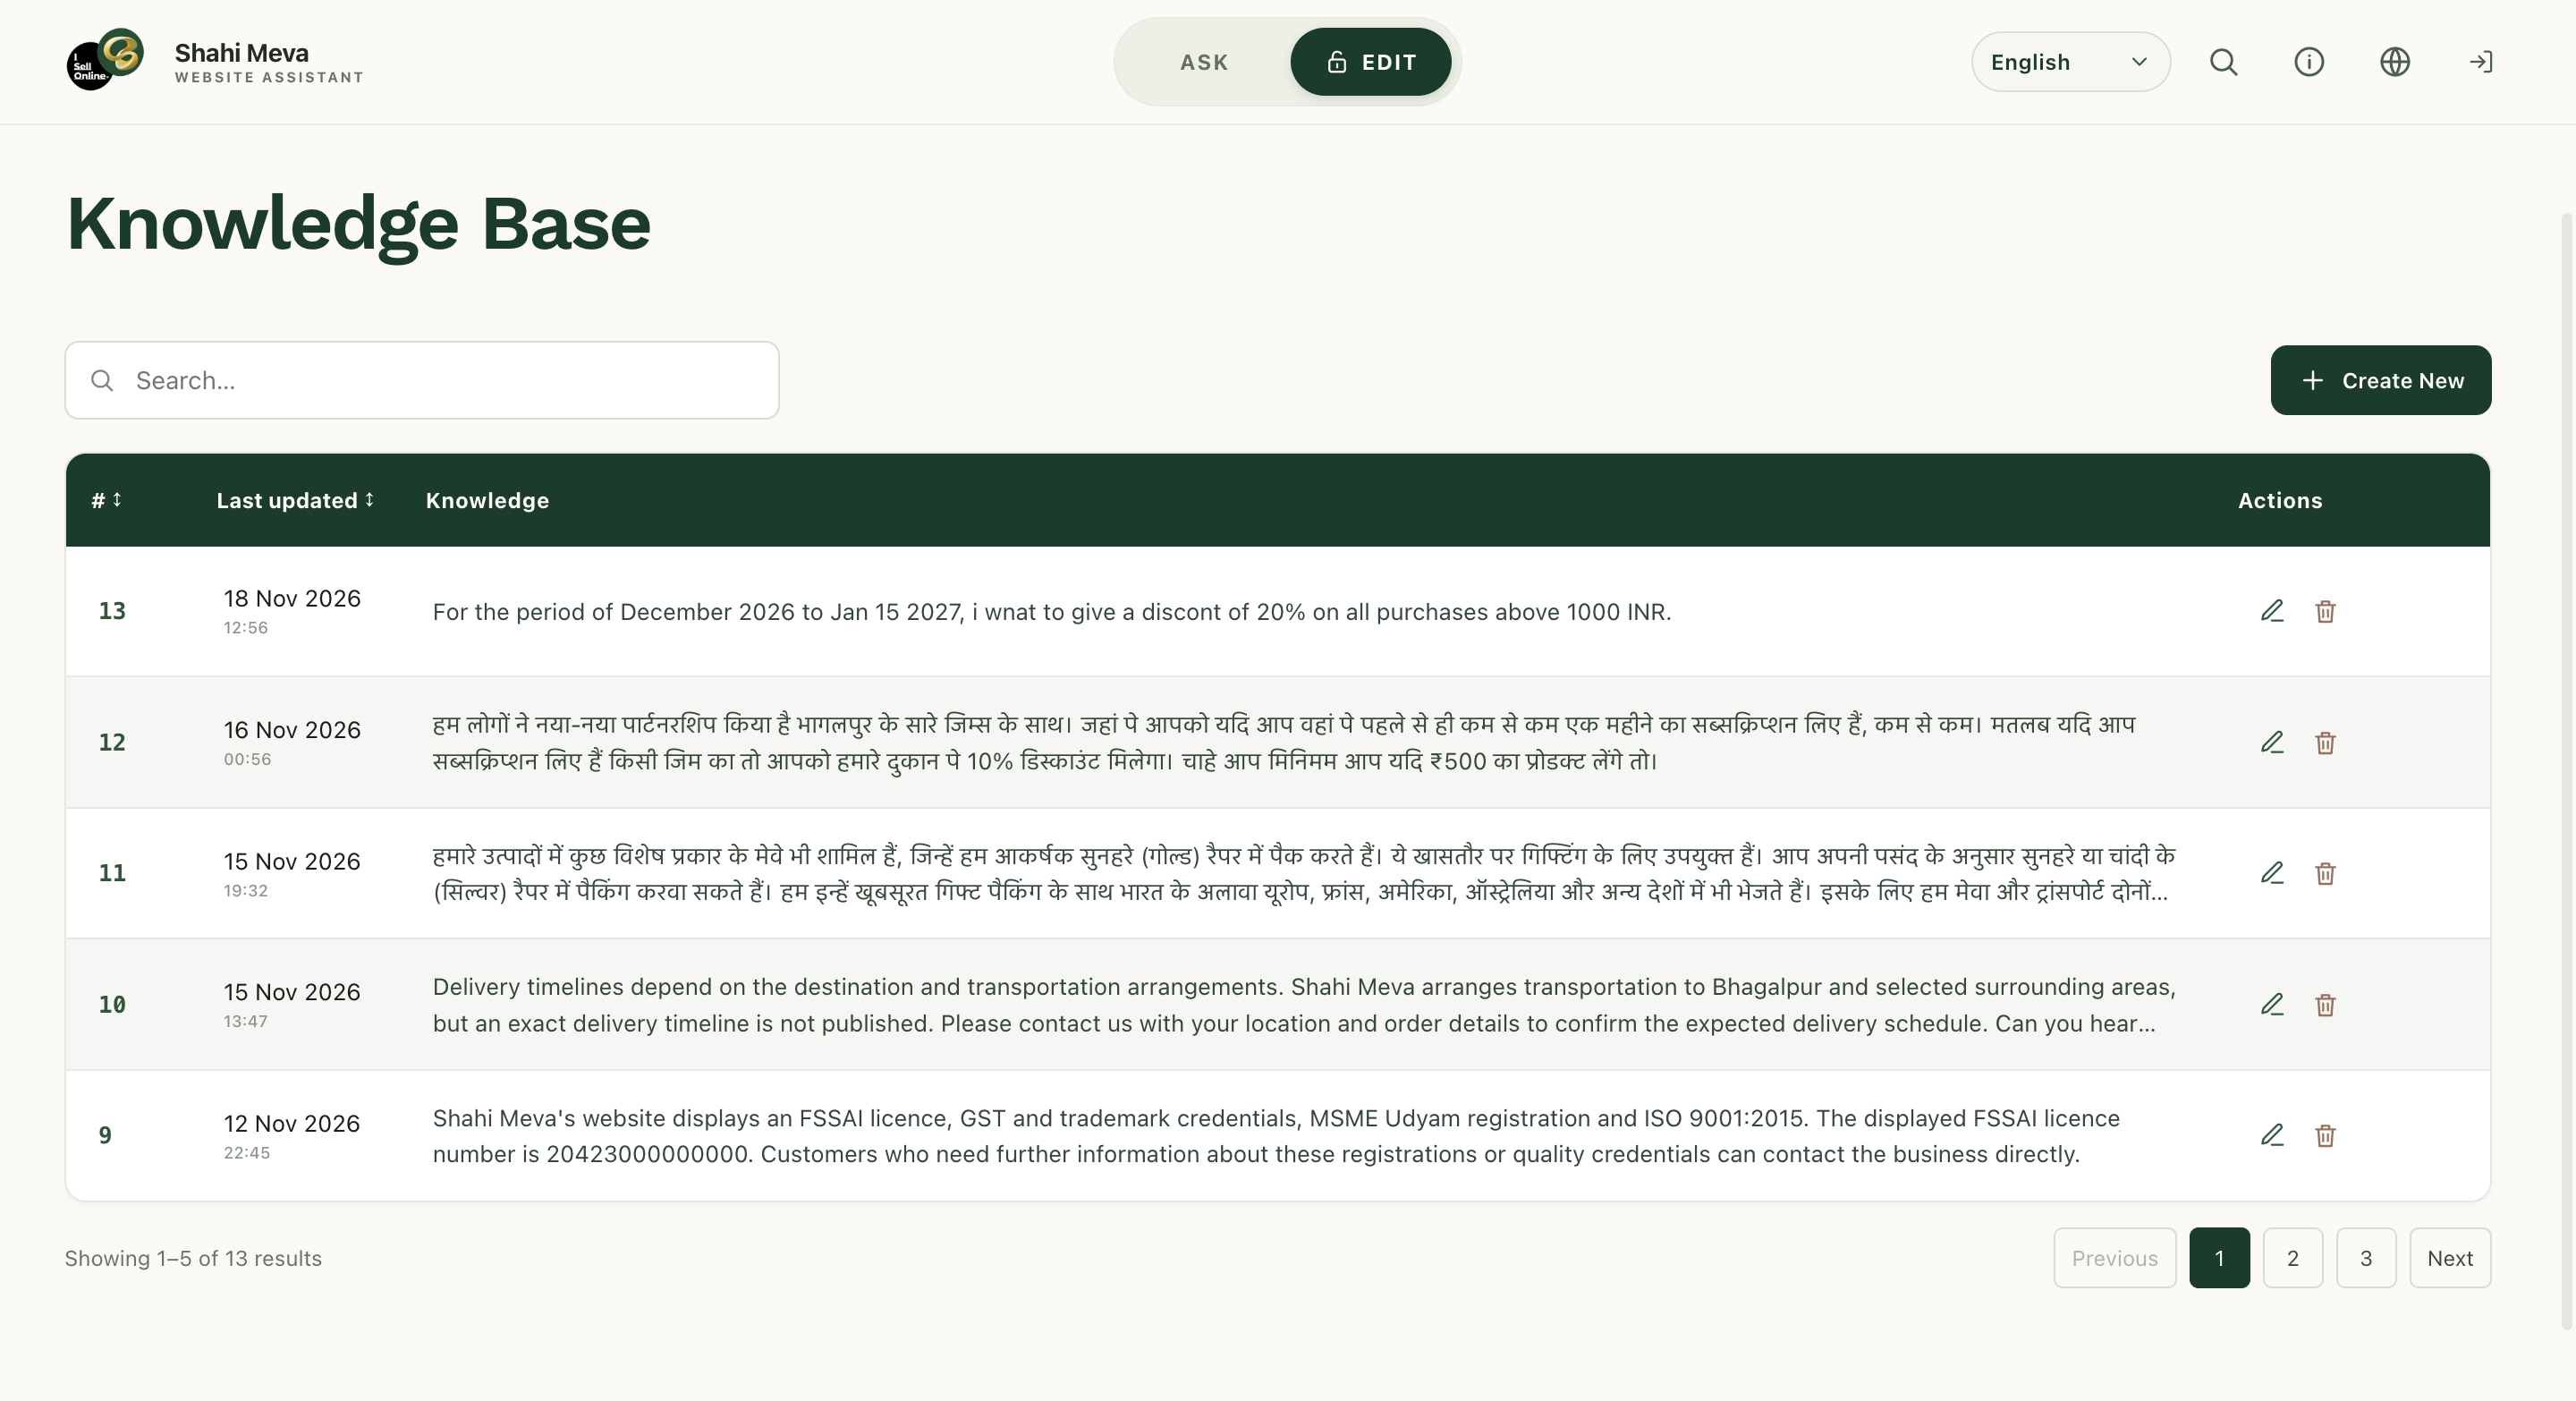 I
Sell
Online.
Shahi Meva
WEBSITE ASSISTANT
ASK
EDIT
English
Knowledge Base
Search...
Create New
# Last updated Knowledge Actions
13
18 Nov 2026
12:56
For the period of December 2026 to Jan 15 2027, i wnat to give a discont of 20% on all purchases above 1000 INR.
12
16 Nov 2026
00:56
हम लोगों ने नया-नया पार्टनरशिप किया है भागलपुर के सारे जिम्स के साथ। जहां पे आपको यदि आप वहां पे पहले से ही कम से कम एक महीने का सब्सक्रिप्शन लिए हैं, कम से कम। मतलब यदि आप
सब्सक्रिप्शन लिए हैं किसी जिम का तो आपको हमारे दुकान पे 10% डिस्काउंट मिलेगा। चाहे आप मिनिमम आप यदि ₹500 का प्रोडक्ट लेंगे तो।
11
15 Nov 2026
19:32
हमारे उत्पादों में कुछ विशेष प्रकार के मेवे भी शामिल हैं, जिन्हें हम आकर्षक सुनहरे (गोल्ड) रैपर में पैक करते हैं। ये खासतौर पर गिफ्टिंग के लिए उपयुक्त हैं। आप अपनी पसंद के अनुसार सुनहरे या चांदी के
(सिल्वर) रैपर में पैकिंग करवा सकते हैं। हम इन्हें खूबसूरत गिफ्ट पैकिंग के साथ भारत के अलावा यूरोप, फ्रांस, अमेरिका, ऑस्ट्रेलिया और अन्य देशों में भी भेजते हैं। इसके लिए हम मेवा और ट्रांसपोर्ट दोनों...
10
15 Nov 2026
13:47
Delivery timelines depend on the destination and transportation arrangements. Shahi Meva arranges transportation to Bhagalpur and selected surrounding areas,
but an exact delivery timeline is not published. Please contact us with your location and order details to confirm the expected delivery schedule. Can you hear...
9
12 Nov 2026
22:45
Shahi Meva's website displays an FSSAI licence, GST and trademark credentials, MSME Udyam registration and ISO 9001:2015. The displayed FSSAI licence
number is 20423000000000. Customers who need further information about these registrations or quality credentials can contact the business directly.
Showing 1–5 of 13 results
Previous 1 2 3 Next